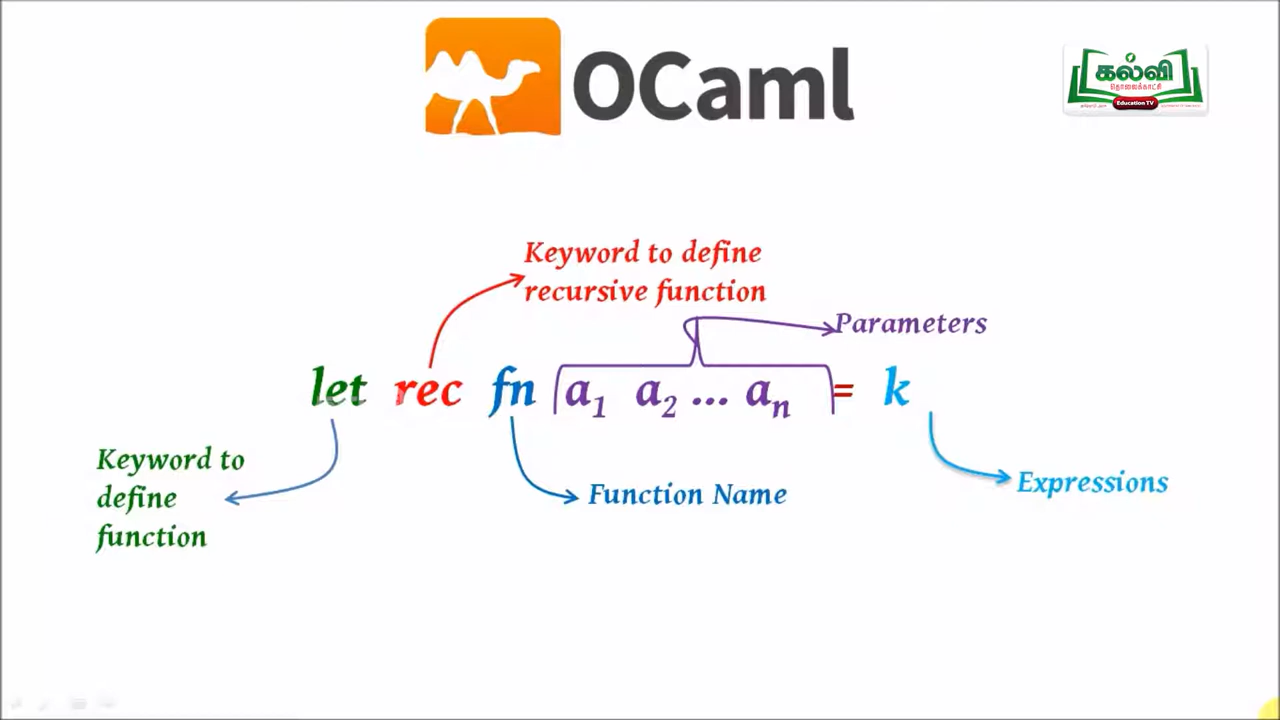 OCaml
கல்வி
தொலைக்காட்சி
Education TV
Keyword to define
recursive function
Parameters
let rec fn a1 a2 ... an = k
Keyword to
define
function
Function Name
Expressions